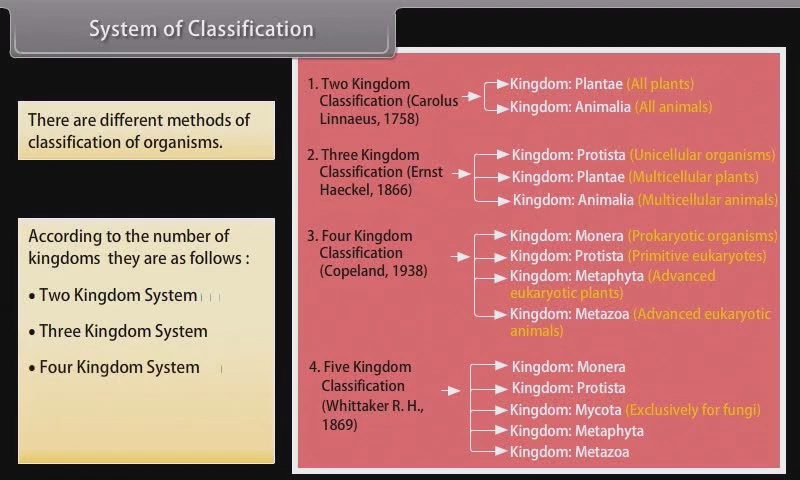 System of Classification
There are different methods of
classification of organisms.
According to the number of
kingdoms they are as follows :
• Two Kingdom System
• Three Kingdom System
• Four Kingdom System
1. Two Kingdom
Classification (Carolus
Linnaeus, 1758)
Kingdom: Plantae (All plants)
Kingdom: Animalia (All animals)
2. Three Kingdom
Classification (Ernst
Haeckel, 1866)
Kingdom: Protista (Unicellular organisms)
Kingdom: Plantae (Multicellular plants)
Kingdom: Animalia (Multicellular animals)
3. Four Kingdom
Classification
(Copeland, 1938)
Kingdom: Monera (Prokaryotic organisms)
Kingdom: Protista (Primitive eukaryotes)
Kingdom: Metaphyta (Advanced
eukaryotic plants)
Kingdom: Metazoa (Advanced eukaryotic
animals)
4. Five Kingdom
Classification
(Whittaker R. H.,
1869)
Kingdom: Monera
Kingdom: Protista
Kingdom: Mycota (Exclusively for fungi)
Kingdom: Metaphyta
Kingdom: Metazoa